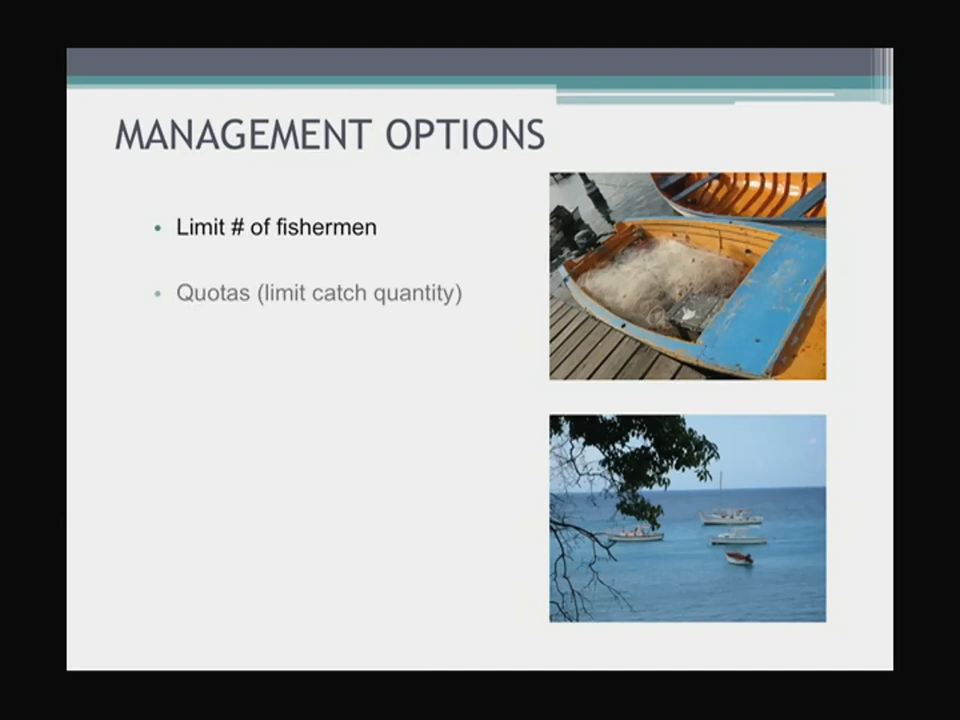 MANAGEMENT OPTIONS
• Limit # of fishermen
• Quotas (limit catch quantity)